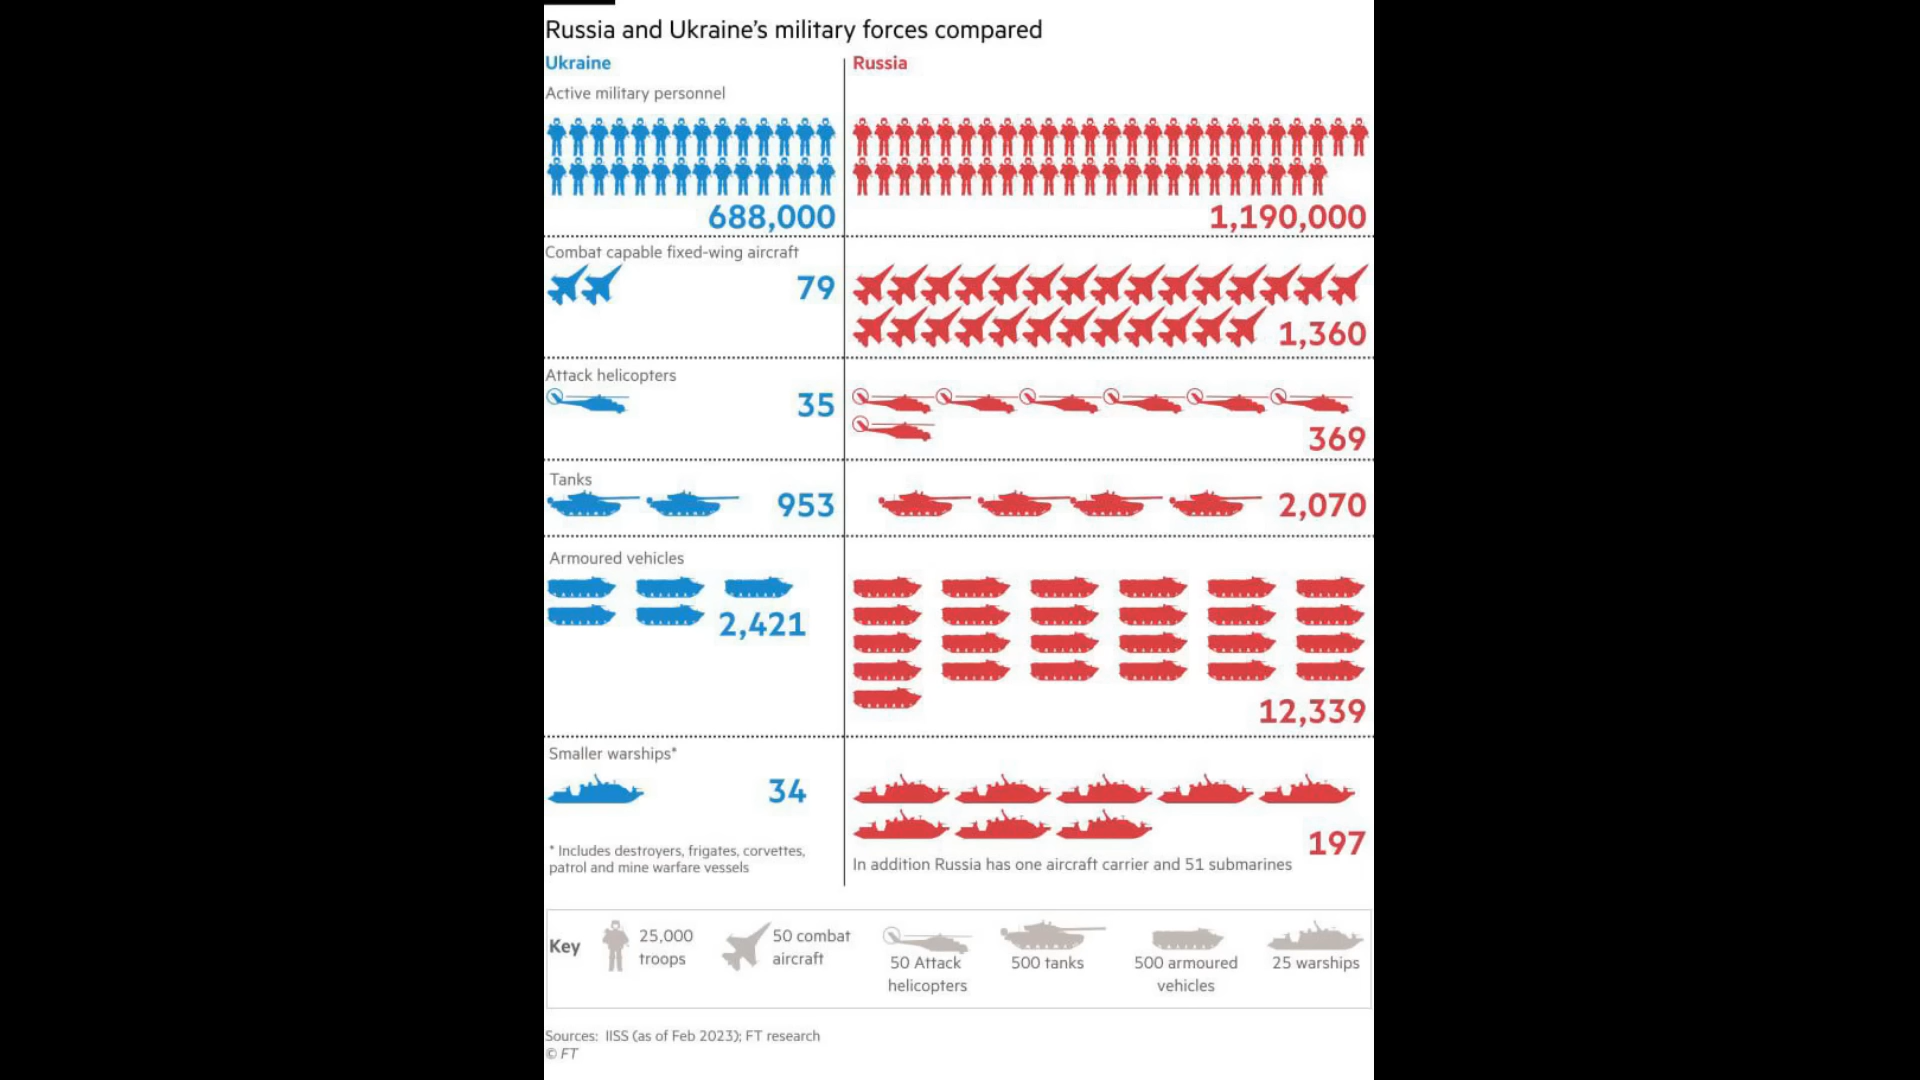 Russia and Ukraine's military forces compared
Ukraine
Russia
Active military personnel
688,000
1,190,000
Combat capable fixed-wing aircraft
79
1,360
Attack helicopters
35
369
Tanks
953
2,070
Armoured vehicles
2,421
12,339
Smaller warships*
34
197
* Includes destroyers, frigates, corvettes,
patrol and mine warfare vessels
In addition Russia has one aircraft carrier and 51 submarines
Key
25,000
troops
50 combat
aircraft
50 Attack
helicopters
500 tanks
500 armoured
vehicles
25 warships
Sources: IISS (as of Feb 2023); FT research
© FT